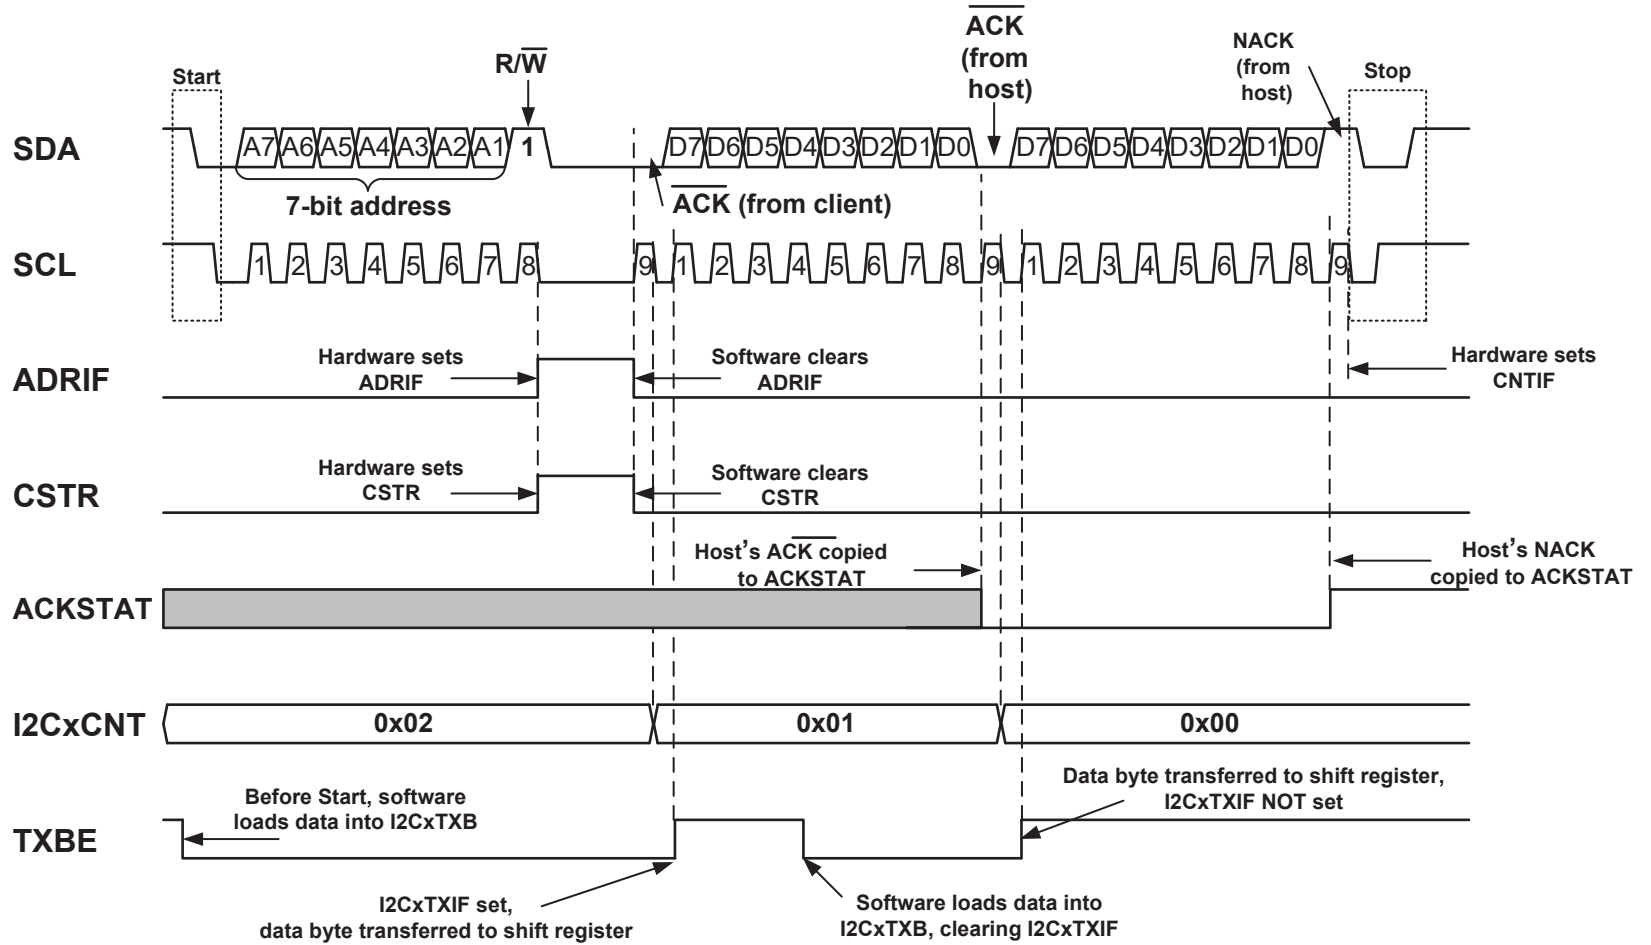 ACK
(from
host)
NACK
(from
host)
R/W
Start
Stop
SDA
A7 A6 A5 A4 A3 A2 A1 1 D7 D6 D5 D4 D3 D2 D1 D0 D7 D6 D5 D4 D3 D2 D1 D0
7-bit address
ACK (from client)
SCL
1 2 3 4 5 6 7 8 9 1 2 3 4 5 6 7 8 9 1 2 3 4 5 6 7 8 9
ADRIF
Hardware sets
ADRIF
Software clears
ADRIF
Hardware sets
CNTIF
CSTR
Hardware sets
CSTR
Software clears
CSTR
Host's ACK copied
to ACKSTAT
Host's NACK
copied to ACKSTAT
ACKSTAT
I2CxCNT
0x02 0x01 0x00
TXBE
Before Start, software
loads data into I2CxTXB
Data byte transferred to shift register,
I2CxTXIF NOT set
I2CxTXIF set,
data byte transferred to shift register
Software loads data into
I2CxTXB, clearing I2CxTXIF